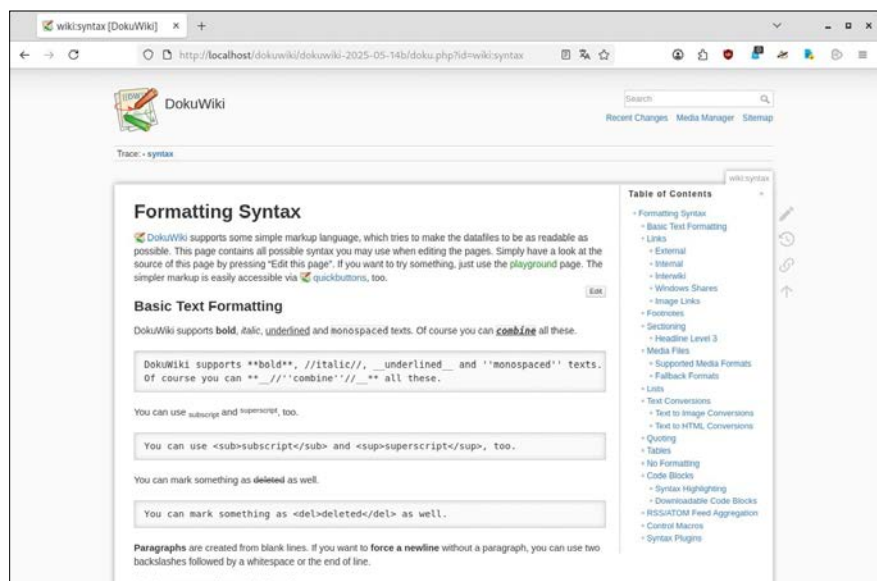 wiki:syntax [DokuWiki]
http://localhost/dokuwiki/dokuwiki-2025-05-14b/doku.php?id=wiki:syntax
DokuWiki
Search
Recent Changes Media Manager Sitemap
Trace: • syntax
wiki:syntax
Formatting Syntax
DokuWiki supports some simple markup language, which tries to make the datafiles to be as readable as
possible. This page contains all possible syntax you may use when editing the pages. Simply have a look at the
source of this page by pressing "Edit this page". If you want to try something, just use the playground page. The
simpler markup is easily accessible via quickbuttons, too.
Edit
Basic Text Formatting
DokuWiki supports bold, italic, underlined and monospaced texts. Of course you can combine all these.
DokuWiki supports **bold**, //italic//, __underlined__ and ''monospaced'' texts.
Of course you can **__//''combine''//__** all these.
You can use subscript and superscript, too.
You can use <sub>subscript</sub> and <sup>superscript</sup>, too.
You can mark something as deleted as well.
You can mark something as <del>deleted</del> as well.
Paragraphs are created from blank lines. If you want to force a newline without a paragraph, you can use two
backslashes followed by a whitespace or the end of line.
Table of Contents
Formatting Syntax
Basic Text Formatting
Links
External
Internal
Interwiki
Windows Shares
Image Links
Footnotes
Sectioning
Headline Level 3
Media Files
Supported Media Formats
Fallback Formats
Lists
Text Conversions
Text to Image Conversions
Text to HTML Conversions
Quoting
Tables
No Formatting
Code Blocks
Syntax Highlighting
Downloadable Code Blocks
RSS/ATOM Feed Aggregation
Control Macros
Syntax Plugins